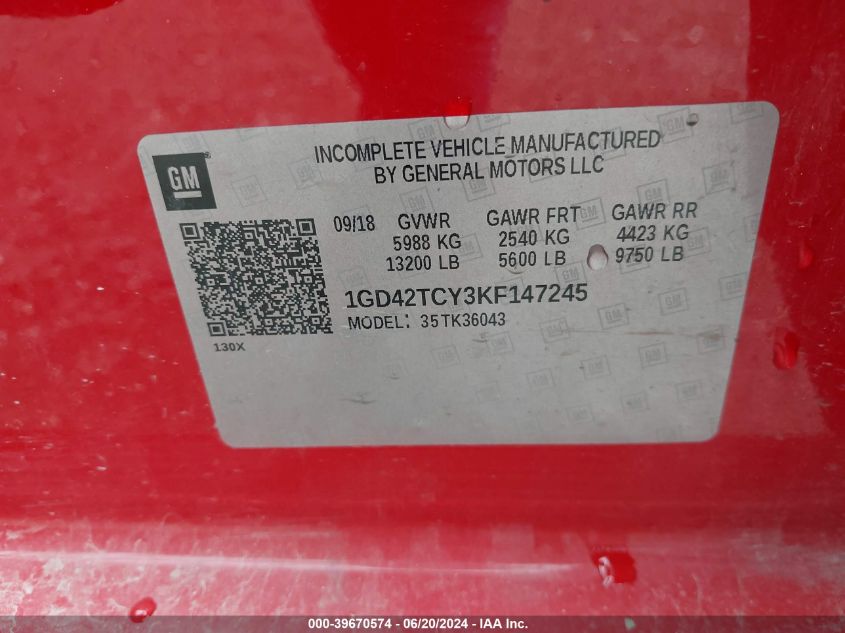 INCOMPLETE VEHICLE MANUFACTURED
BY GENERAL MOTORS LLC
GM
09/18 GVWR GAWR FRT GAWR RR
5988 KG 2540 KG 4423 KG
13200 LB 5600 LB 9750 LB
1GD42TCY3KF147245
MODEL: 35TK36043
130X
000-39670574 - 06/20/2024 - IAA Inc.